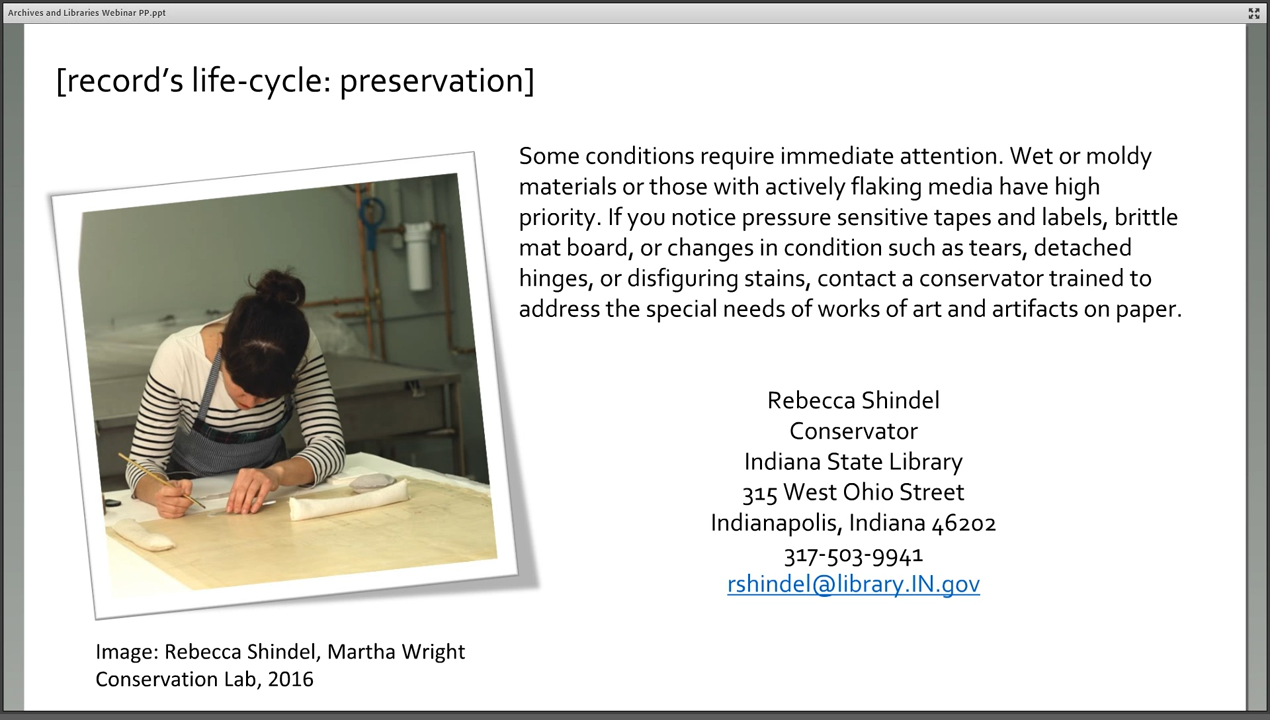 Archives and Libraries Webinar PP.ppt
[record’s life-cycle: preservation]
Some conditions require immediate attention. Wet or moldy
materials or those with actively flaking media have high
priority. If you notice pressure sensitive tapes and labels, brittle
mat board, or changes in condition such as tears, detached
hinges, or disfiguring stains, contact a conservator trained to
address the special needs of works of art and artifacts on paper.
Rebecca Shindel
Conservator
Indiana State Library
315 West Ohio Street
Indianapolis, Indiana 46202
317-503-9941
rshindel@library.IN.gov
Image: Rebecca Shindel, Martha Wright
Conservation Lab, 2016